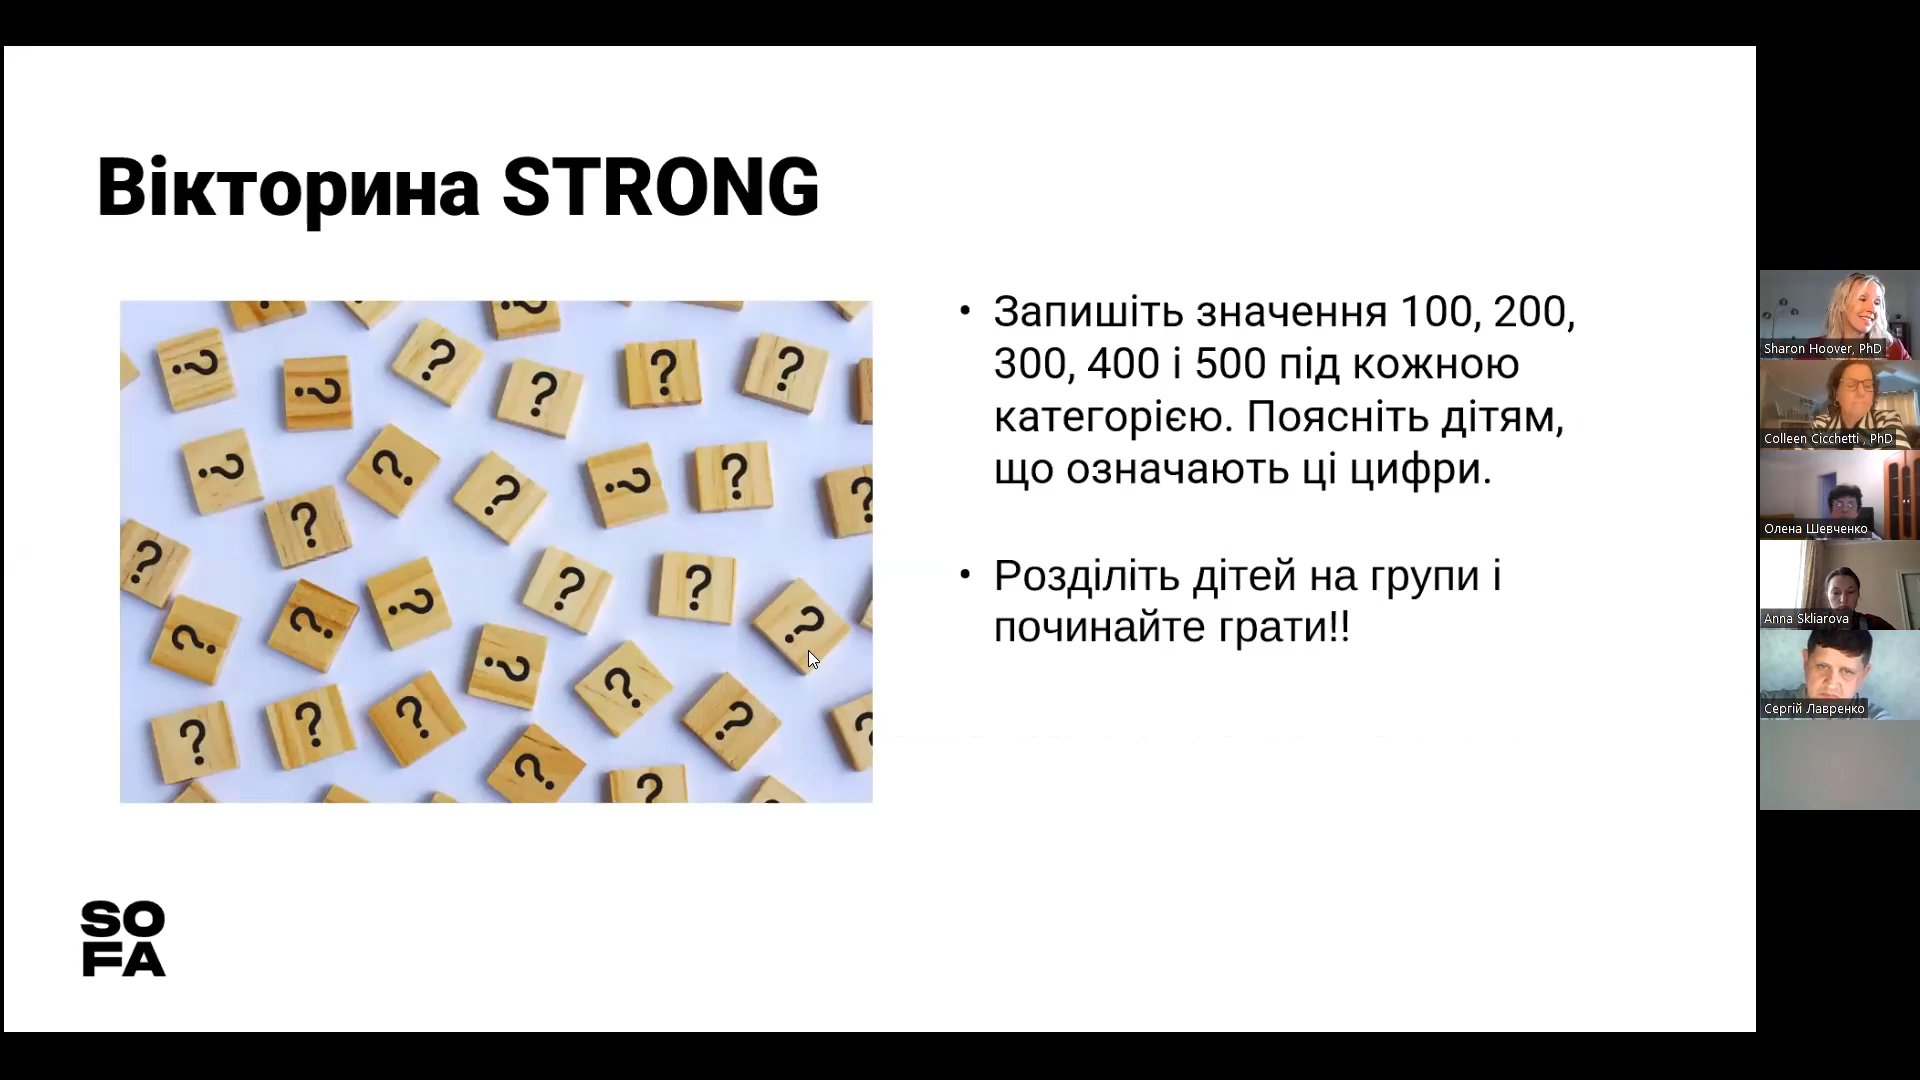 Вікторина STRONG
• Запишіть значення 100, 200,
300, 400 і 500 під кожною
категорією. Поясніть дітям,
що означають ці цифри.
• Розділіть дітей на групи і
починайте грати!!
SO
FA
Sharon Hoover, PhD
Colleen Cicchetti , PhD
Олена Шевченко
Anna Skliarova
Сергій Лавренко